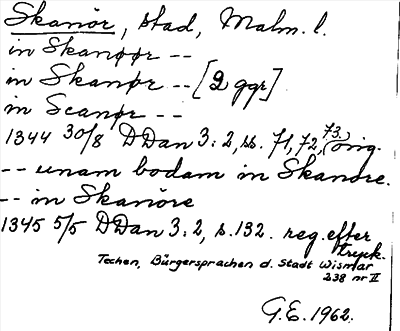 Skanör, stad, Malm. l.
in Skanøør --
in Skanør -- [2 ggr]
in Scanør --
1344 30/8 DDan 3:2, ss. 71, 72, 73. (orig.
-- unam bodam in Skanøre.
-- in Skanöre
1345 5/5 DDan 3:2, s. 132. reg. efter
tryck.
Techen, Bürgersprachen d. Stadt Wismar
238 nr II
G.E. 1962.